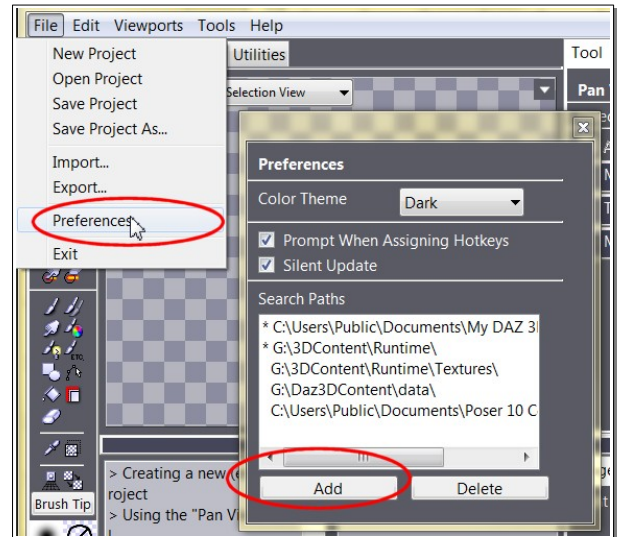 File Edit Viewports Tools Help
New Project
Open Project
Save Project
Save Project As...
Import...
Export...
Preferences
Exit
Utilities
Selection View
Tool
Pan
Preferences
Color Theme Dark
Prompt When Assigning Hotkeys
Silent Update
Search Paths
* C:\Users\Public\Documents\My DAZ 3
* G:\3DContent\Runtime\
G:\3DContent\Runtime\Textures\
G:\Daz3DContent\data\
C:\Users\Public\Documents\Poser 10 C
Add Delete
ETC.
Brush Tip
> Creating a new (e
roject
> Using the "Pan Vi